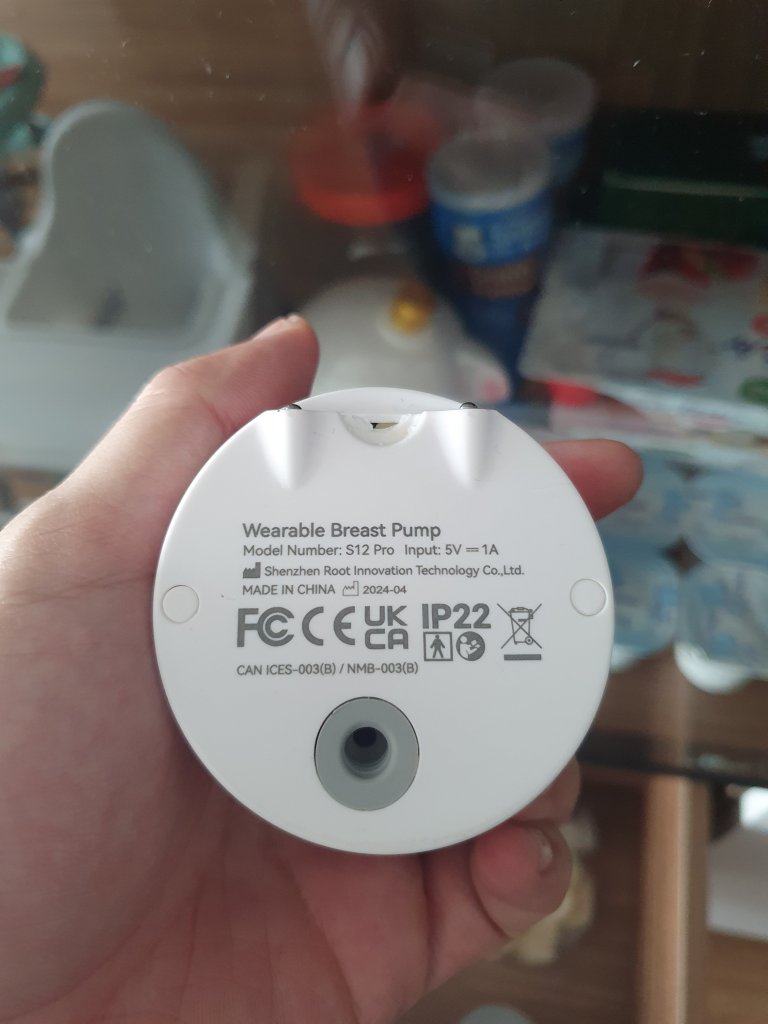 Wearable Breast Pump
Model Number: S12 Pro Input: 5V ⎓ 1A
Shenzhen Root Innovation Technology Co.,Ltd.
MADE IN CHINA 2024-04
FC CE UK CA IP22
CAN ICES-003(B) / NMB-003(B)